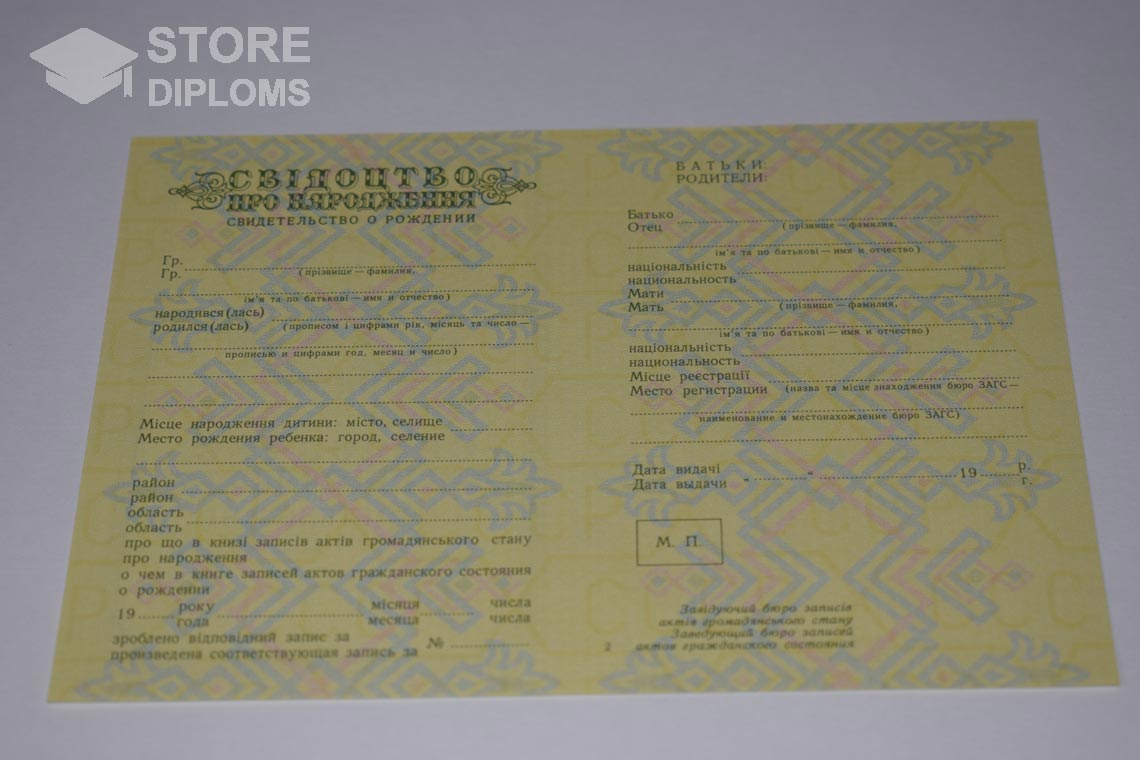 STORE
DIPLOMS
СВІДОЦТВО
ПРО НАРОДЖЕННЯ
СВИДЕТЕЛЬСТВО О РОЖДЕНИИ
Гр.
Гр.
(прізвище — фамилия,
ім'я та по батькові — имя и отчество)
народився (лась)
родился (лась)
(прописом і цифрами рік, місяць та число —
прописью и цифрами год, месяц и число)
Місце народження дитини: місто, селище
Место рождения ребенка: город, селение
район
район
область
область
про що в книзі записів актів громадянського стану
про народження
о чем в книге записей актов гражданского состояния
о рождении
19 року місяця числа
года месяца числа
зроблено відповідний запис за
произведена соответствующая запись за №
БАТЬКИ:
РОДИТЕЛИ:
Батько
Отец
(прізвище — фамилия,
ім'я та по батькові — имя и отчество)
національність
национальность
Мати
Мать
(прізвище — фамилия,
ім'я та по батькові — имя и отчество)
національність
национальность
Місце реєстрації
Место регистрации (назва та місце знаходження бюро ЗАГС —
наименование и местонахождение бюро ЗАГС)
Дата видачі
Дата выдачи " " 19 р.
г.
М. П.
Завідуючий бюро записів
актів громадянського стану
Заведующий бюро записей
2 актов гражданского состояния